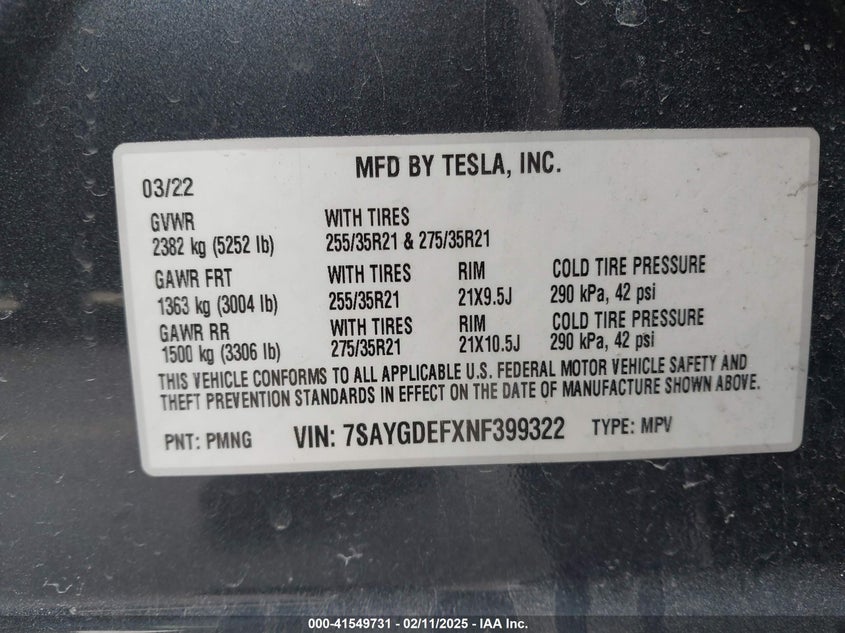 MFD BY TESLA, INC.
03/22
GVWR WITH TIRES
2382 kg (5252 lb) 255/35R21 & 275/35R21
GAWR FRT WITH TIRES RIM COLD TIRE PRESSURE
1363 kg (3004 lb) 255/35R21 21X9.5J 290 kPa, 42 psi
GAWR RR WITH TIRES RIM COLD TIRE PRESSURE
1500 kg (3306 lb) 275/35R21 21X10.5J 290 kPa, 42 psi
THIS VEHICLE CONFORMS TO ALL APPLICABLE U.S. FEDERAL MOTOR VEHICLE SAFETY AND
THEFT PREVENTION STANDARDS IN EFFECT ON THE DATE OF MANUFACTURE SHOWN ABOVE.
PNT: PMNG VIN: 7SAYGDEFXNF399322 TYPE: MPV
000-41549731 - 02/11/2025 - IAA Inc.